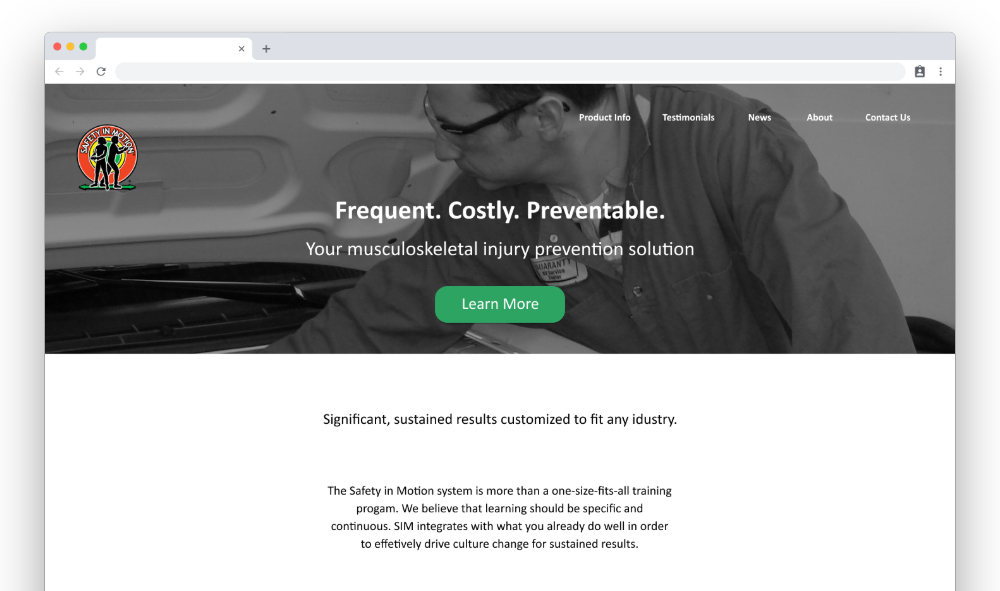 Product Info Testimonials News About Contact Us
SAFETY IN MOTION
Frequent. Costly. Preventable.
Your musculoskeletal injury prevention solution
Learn More
Significant, sustained results customized to fit any idustry.
The Safety in Motion system is more than a one-size-fits-all training
progam. We believe that learning should be specific and
continuous. SIM integrates with what you already do well in order
to effetively drive culture change for sustained results.